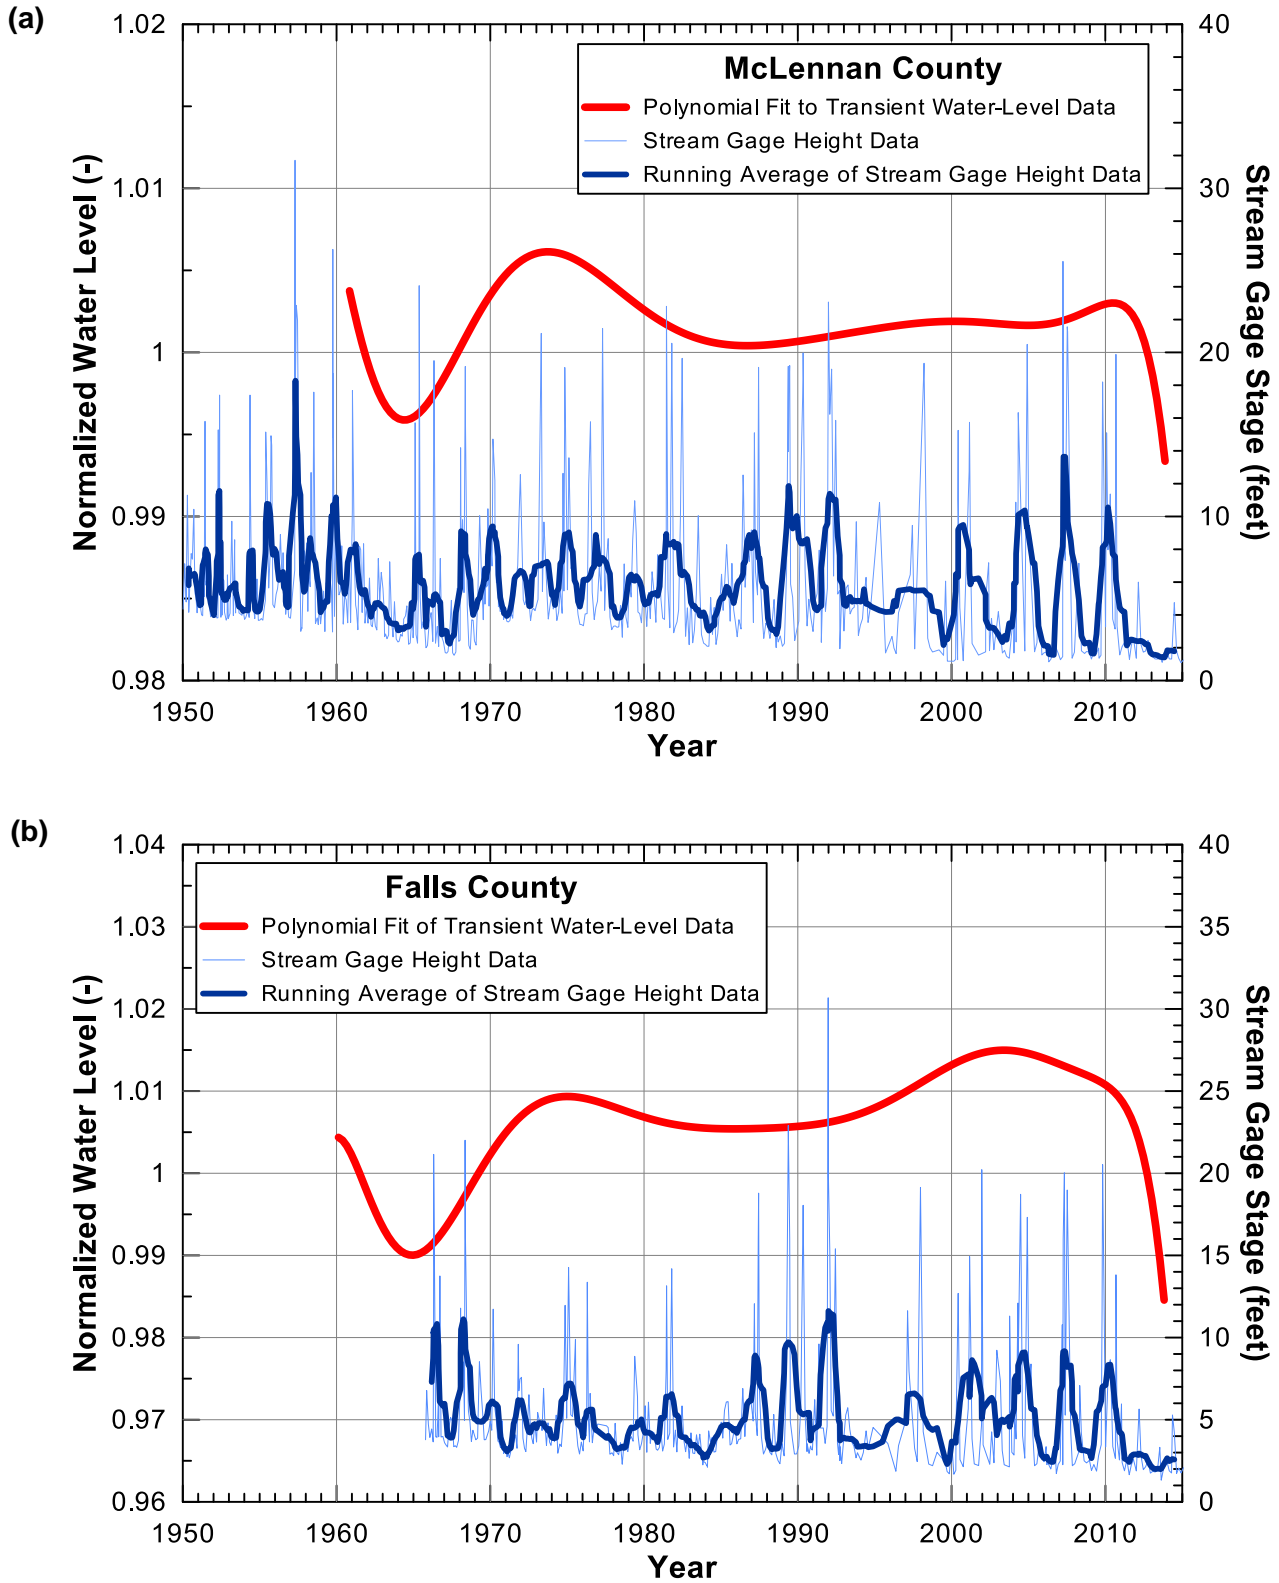 (a)
McLennan County
Polynomial Fit to Transient Water-Level Data
Stream Gage Height Data
Running Average of Stream Gage Height Data
Normalized Water Level (-)
1.02
1.01
1
0.99
0.98
Stream Gage Stage (feet)
40
30
20
10
0
1950 1960 1970 1980 1990 2000 2010
Year
(b)
Falls County
Polynomial Fit of Transient Water-Level Data
Stream Gage Height Data
Running Average of Stream Gage Height Data
Normalized Water Level (-)
1.04
1.03
1.02
1.01
1
0.99
0.98
0.97
0.96
Stream Gage Stage (feet)
40
35
30
25
20
15
10
5
0
1950 1960 1970 1980 1990 2000 2010
Year